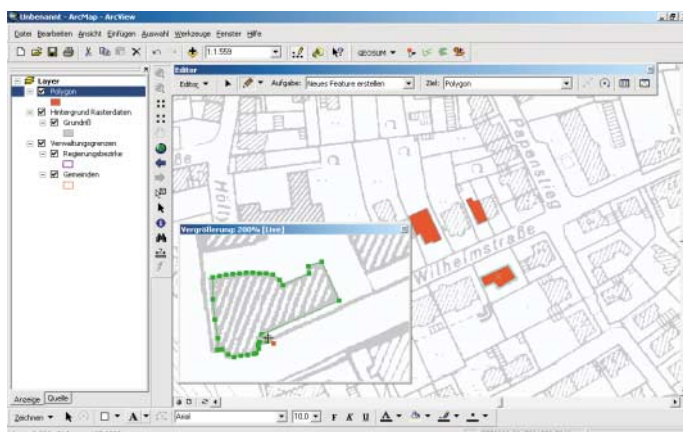 Unbenannt - ArcMap - ArcView
Datei Bearbeiten Ansicht Einfügen Auswahl Werkzeuge Fenster Hilfe
1:1.559
GEOSUM
Editor
Editor Aufgabe: Neues Feature erstellen Ziel: Polygon
Layer
Polygon
Hintergrund Rasterdaten
Grundriß
Verwaltungsgrenzen
Regierungsbezirke
Gemeinden
Papenstieg
Wilhelmstraße
Vergrößerung: 200% [Live]
Anzeige Quelle
Zeichnen A Arial 10.0 F K U A